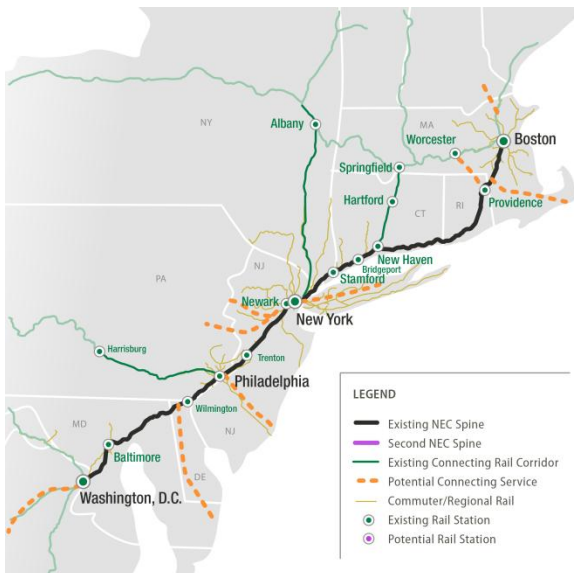 NY
Albany
MA
Worcester
Boston
Springfield
Hartford
CT
RI
Providence
New Haven
Bridgeport
Stamford
PA
NJ
Newark
New York
Harrisburg
Trenton
Philadelphia
Wilmington
MD
NJ
Baltimore
DE
Washington, D.C.
LEGEND
Existing NEC Spine
Second NEC Spine
Existing Connecting Rail Corridor
Potential Connecting Service
Commuter/Regional Rail
Existing Rail Station
Potential Rail Station